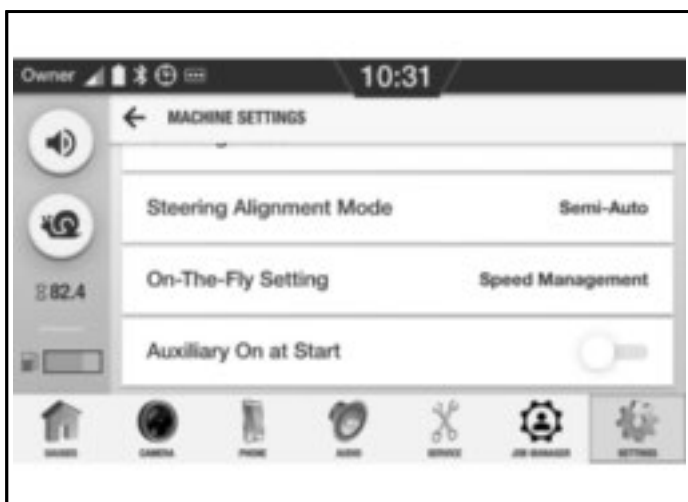 Owner 10:31
MACHINE SETTINGS
Steering Alignment Mode Semi-Auto
On-The-Fly Setting Speed Management
82.4
Auxiliary On at Start
GAUGES CAMERA PHONE AUDIO SERVICE JOB MANAGER SETTINGS